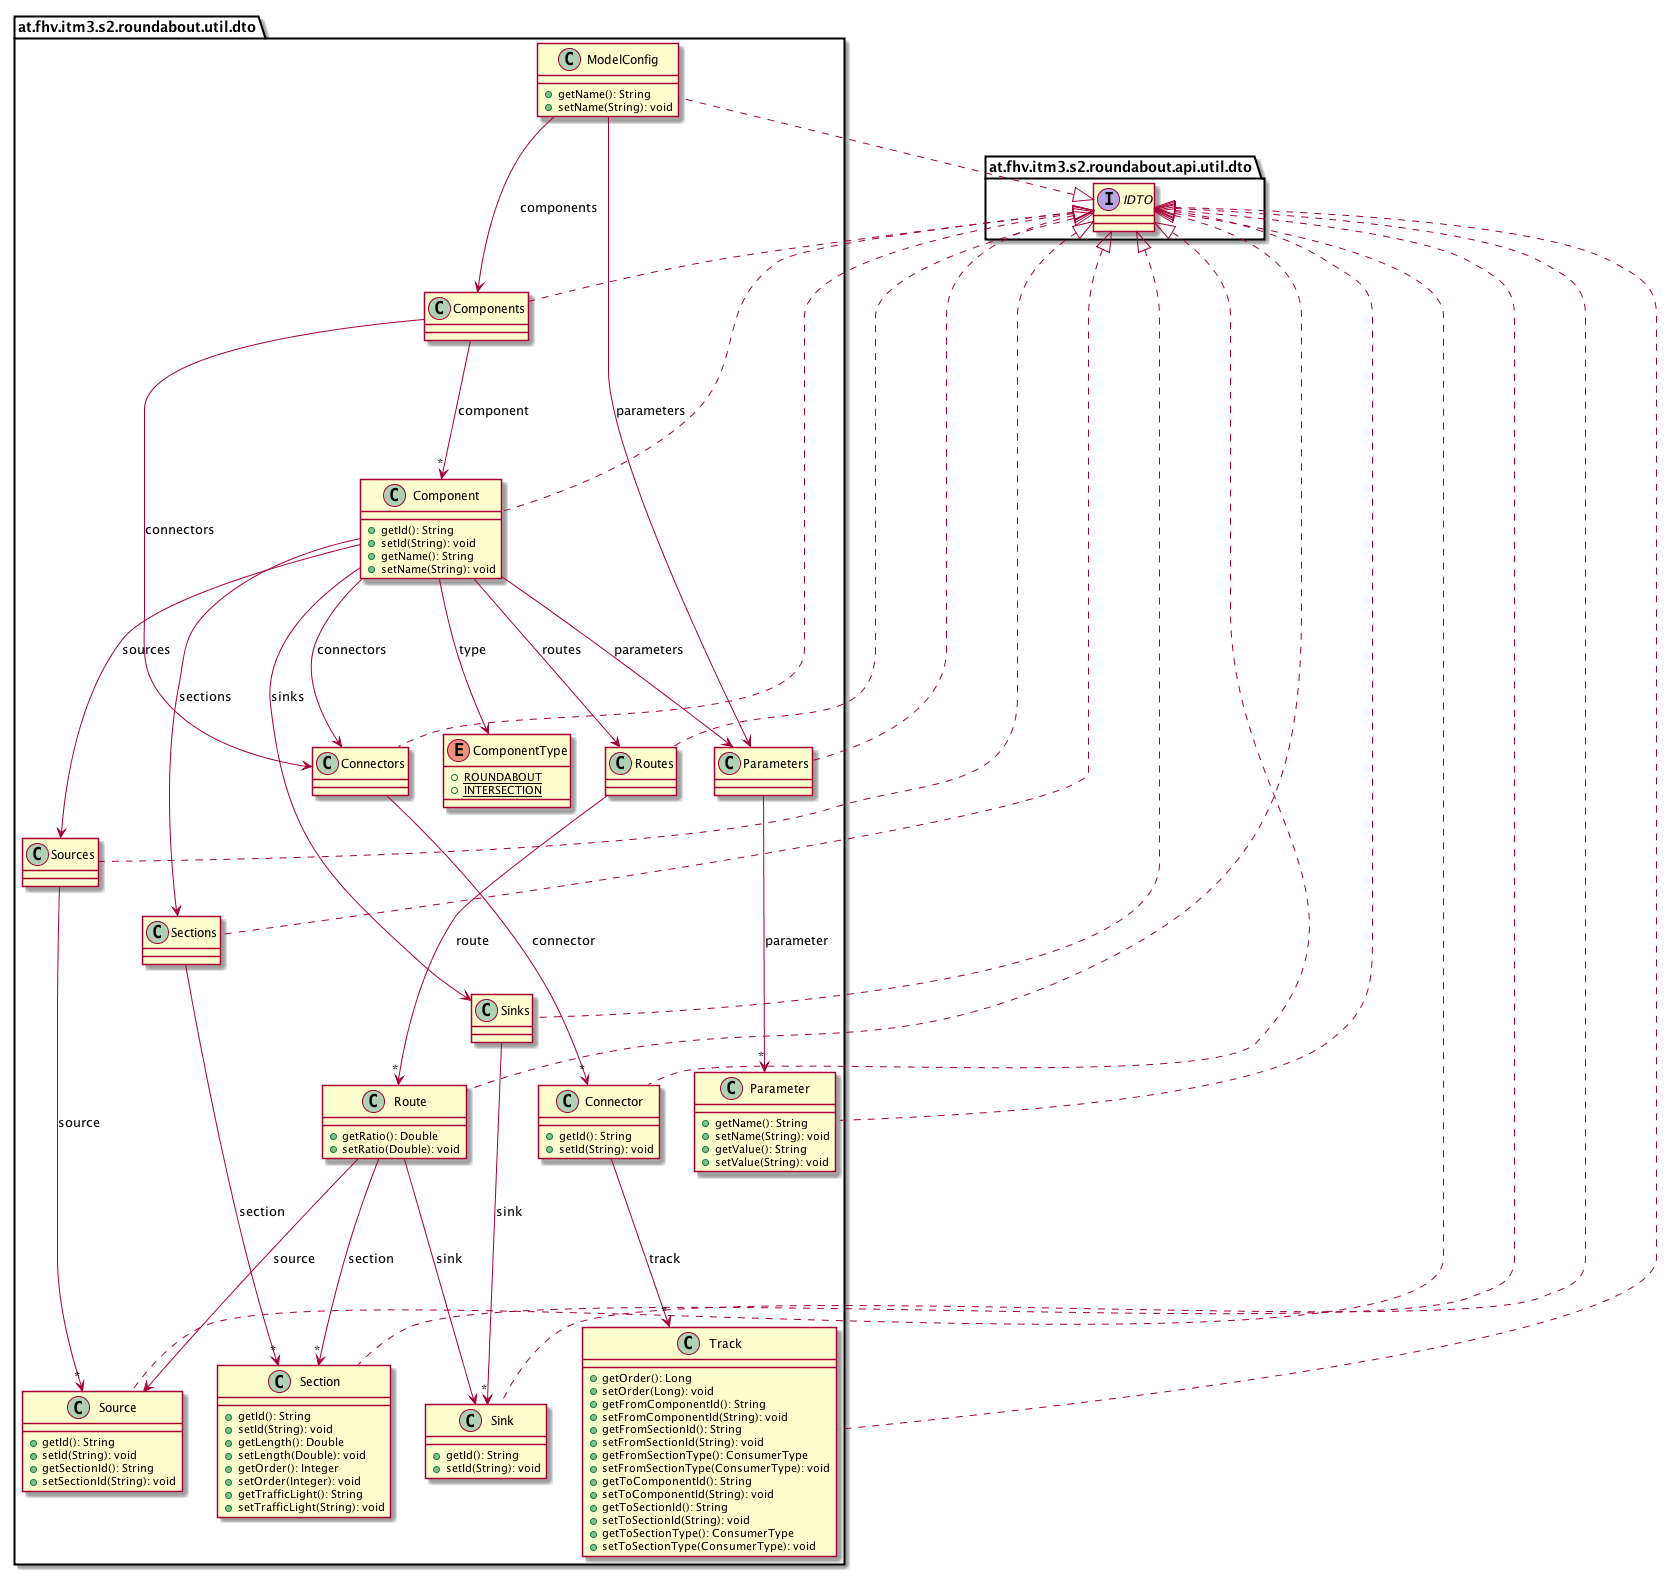 at.fhv.itm3.s2.roundabout.util.dto
C ModelConfig
getName(): String
setName(String): void
at.fhv.itm3.s2.roundabout.api.util.dto
I IDTO
components
C Components
component
parameters
*
C Component
getId(): String
setId(String): void
getName(): String
setName(String): void
connectors
sources
connectors
type
routes
parameters
sections
sinks
C Connectors
E ComponentType
ROUNDABOUT
INTERSECTION
C Routes
C Parameters
C Sources
C Sections
route
connector
parameter
C Sinks
*
*
*
C Route
getRatio(): Double
setRatio(Double): void
C Connector
getId(): String
setId(String): void
C Parameter
getName(): String
setName(String): void
getValue(): String
setValue(String): void
source
section
sink
source
section
sink
track
*
*
*
*
*
C Source
getId(): String
setId(String): void
getSectionId(): String
setSectionId(String): void
C Section
getId(): String
setId(String): void
getLength(): Double
setLength(Double): void
getOrder(): Integer
setOrder(Integer): void
getTrafficLight(): String
setTrafficLight(String): void
C Sink
getId(): String
setId(String): void
C Track
getOrder(): Long
setOrder(Long): void
getFromComponentId(): String
setFromComponentId(String): void
getFromSectionId(): String
setFromSectionId(String): void
getFromSectionType(): ConsumerType
setFromSectionType(ConsumerType): void
getToComponentId(): String
setToComponentId(String): void
getToSectionId(): String
setToSectionId(String): void
getToSectionType(): ConsumerType
setToSectionType(ConsumerType): void